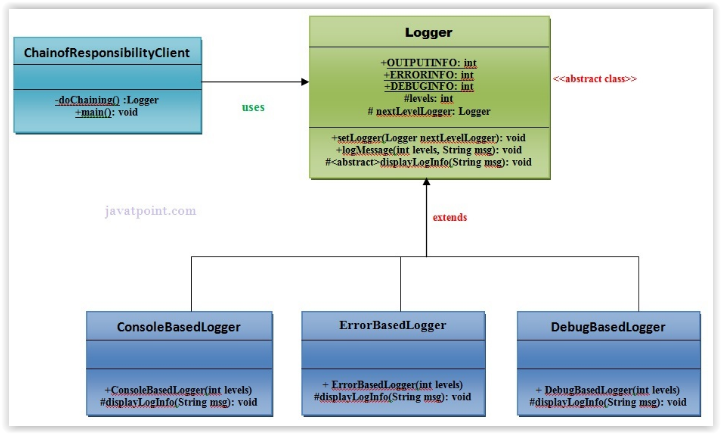 ChainofResponsibilityClient
-doChaining() :Logger
+main(): void
uses
Logger
+OUTPUTINFO: int
+ERRORINFO: int
+DEBUGINFO: int
#levels: int
# nextLevelLogger: Logger
+setLogger(Logger nextLevelLogger): void
+logMessage(int levels, String msg): void
#<abstract>displayLogInfo(String msg): void
<<abstract class>>
javatpoint.com
extends
ConsoleBasedLogger
+ConsoleBasedLogger(int levels)
#displayLogInfo(String msg): void
ErrorBasedLogger
+ ErrorBasedLogger(int levels)
#displayLogInfo(String msg): void
DebugBasedLogger
+ DebugBasedLogger(int levels)
#displayLogInfo(String msg): void